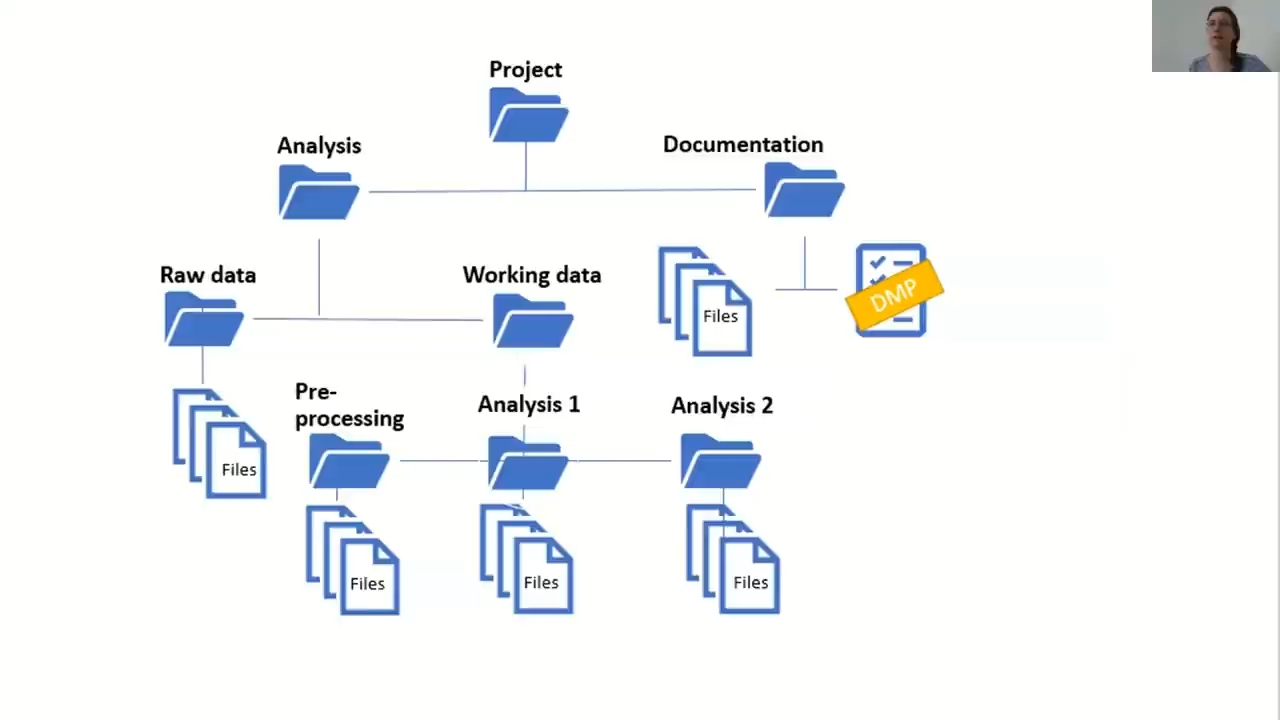 Project
Analysis
Documentation
Raw data
Working data
Files
DMP
Pre-
processing
Analysis 1
Analysis 2
Files
Files
Files
Files